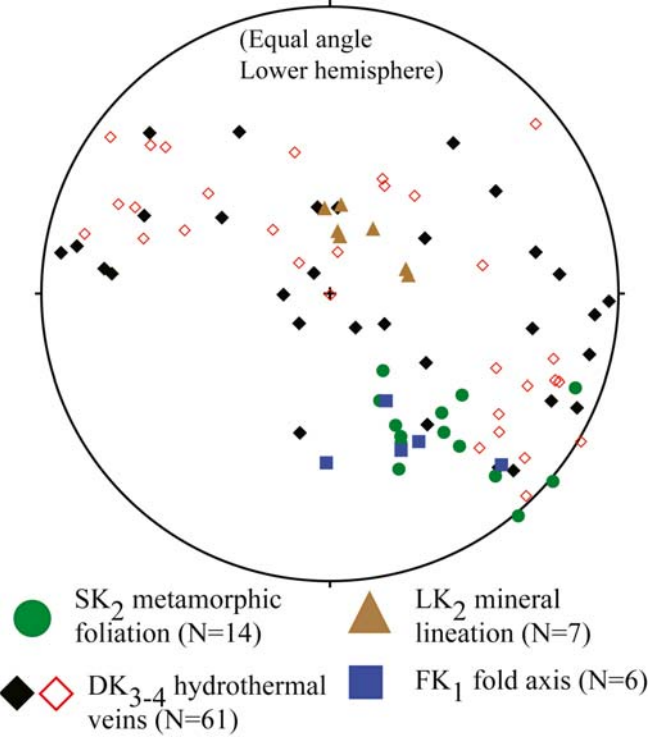 (Equal angle
Lower hemisphere)
SK2 metamorphic
foliation (N=14)
LK2 mineral
lineation (N=7)
DK3-4 hydrothermal
veins (N=61)
FK1 fold axis (N=6)